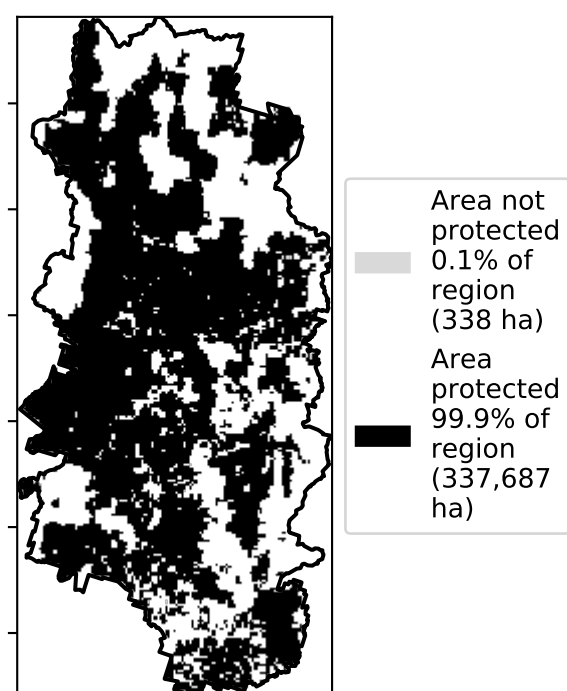 Area not
protected
0.1% of
region
(338 ha)
Area
protected
99.9% of
region
(337,687
ha)